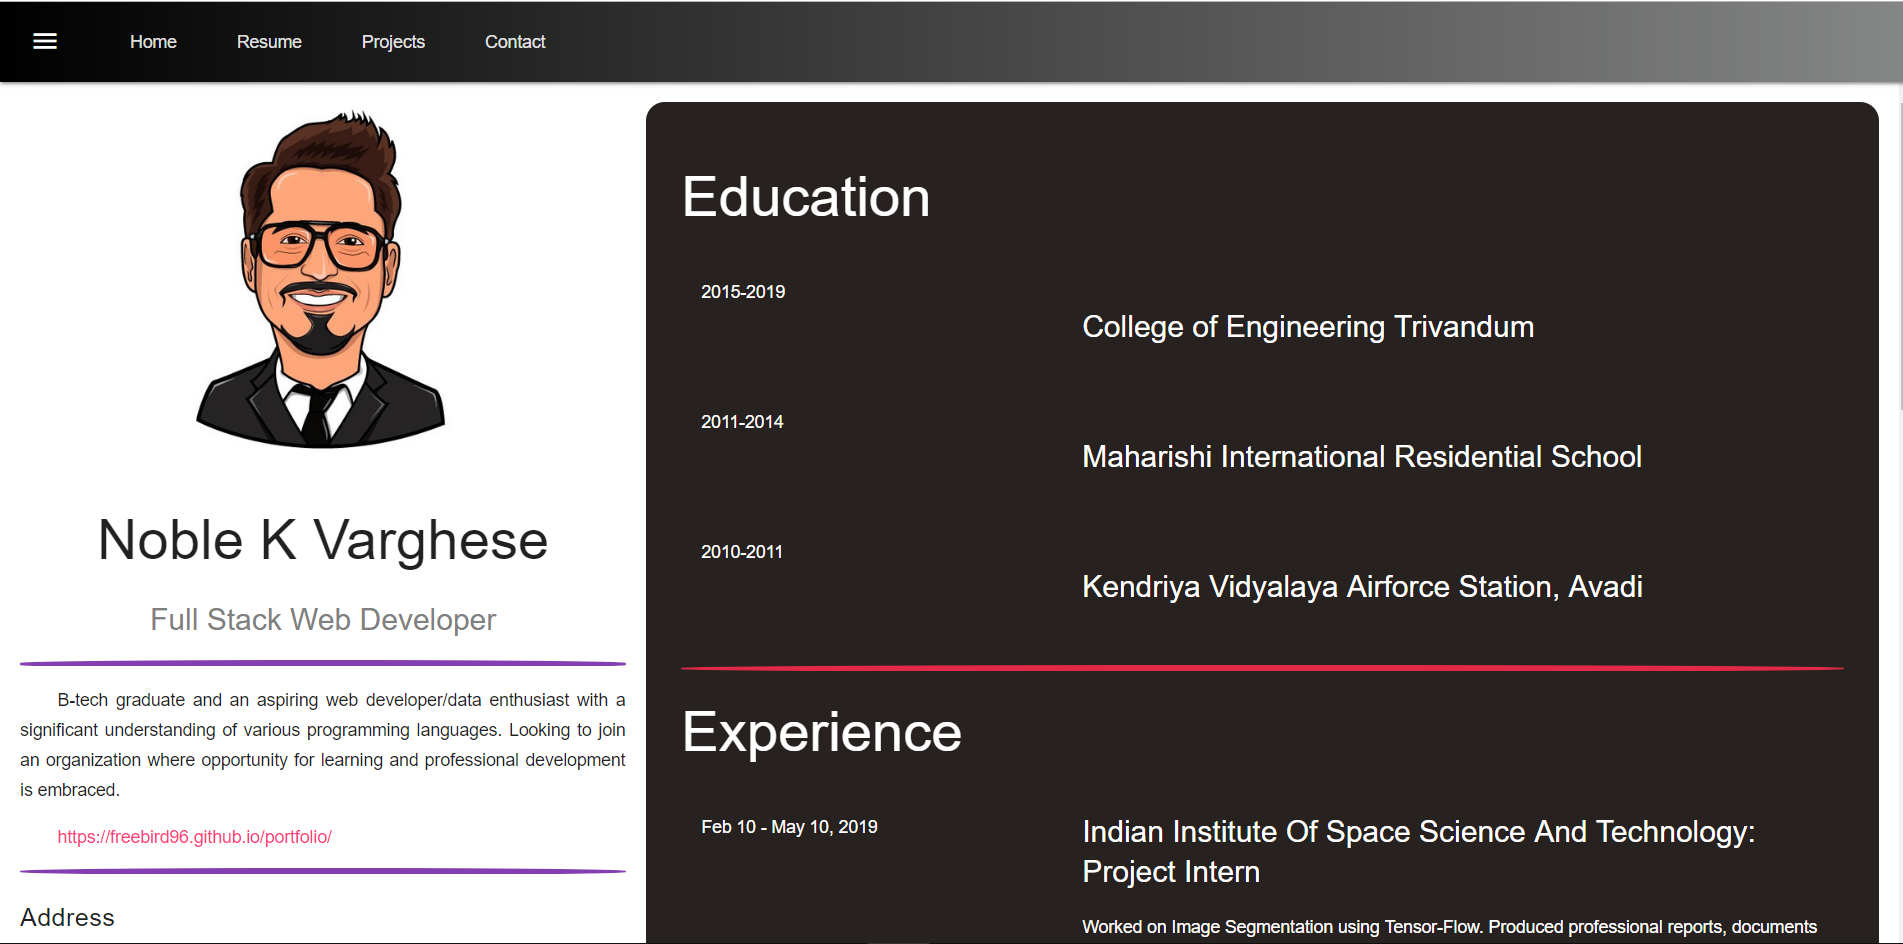 Home Resume Projects Contact
Noble K Varghese
Full Stack Web Developer
B-tech graduate and an aspiring web developer/data enthusiast with a
significant understanding of various programming languages. Looking to join
an organization where opportunity for learning and professional development
is embraced.
https://freebird96.github.io/portfolio/
Address
Education
2015-2019
College of Engineering Trivandum
2011-2014
Maharishi International Residential School
2010-2011
Kendriya Vidyalaya Airforce Station, Avadi
Experience
Feb 10 - May 10, 2019
Indian Institute Of Space Science And Technology:
Project Intern
Worked on Image Segmentation using Tensor-Flow. Produced professional reports, documents